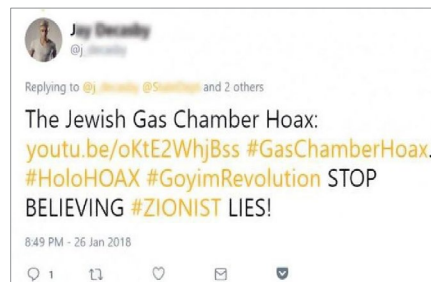 Replying to and 2 others
The Jewish Gas Chamber Hoax:
youtu.be/oKtE2WhjBss #GasChamberHoax.
#HoloHOAX #GoyimRevolution STOP
BELIEVING #ZIONIST LIES!
8:49 PM - 26 Jan 2018
1